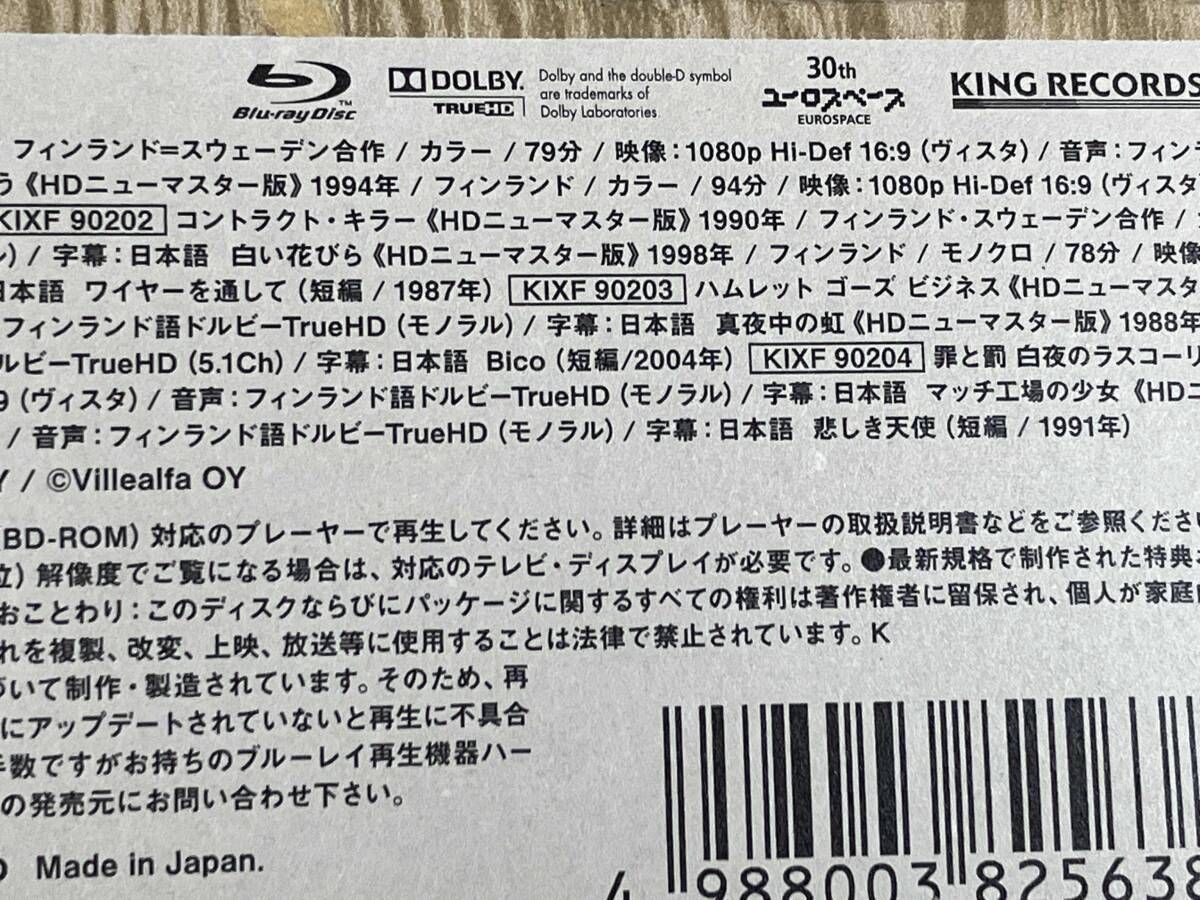 Blu-ray Disc™
DOLBY.
TRUEHD
Dolby and the double-D symbol
are trademarks of
Dolby Laboratories.
30th
ユーロスペース
EUROSPACE
KING RECORDS
フィンランド=スウェーデン合作 / カラー / 79分 / 映像:1080p Hi-Def 16:9 (ヴィスタ) / 音声:フィン
う《HDニューマスター版》1994年 / フィンランド / カラー / 94分 / 映像:1080p Hi-Def 16:9 (ヴィスタ
KIXF 90202 コントラクト・キラー《HDニューマスター版》1990年 / フィンランド・スウェーデン合作 /
) / 字幕:日本語 白い花びら《HDニューマスター版》1998年 / フィンランド / モノクロ / 78分 / 映像
日本語 ワイヤーを通して (短編 / 1987年) KIXF 90203 ハムレット ゴーズ ビジネス《HDニューマスタ
フィンランド語ドルビーTrueHD (モノラル) / 字幕:日本語 真夜中の虹《HDニューマスター版》1988年
ルビーTrueHD (5.1Ch) / 字幕:日本語 Bico (短編/2004年) KIXF 90204 罪と罰 白夜のラスコーリ
9 (ヴィスタ) / 音声:フィンランド語ドルビーTrueHD (モノラル) / 字幕:日本語 マッチ工場の少女《HDニ
/ 音声:フィンランド語ドルビーTrueHD (モノラル) / 字幕:日本語 悲しき天使 (短編 / 1991年)
Y / ©Villealfa OY
(BD-ROM) 対応のプレーヤーで再生してください。詳細はプレーヤーの取扱説明書などをご参照くださ
位) 解像度でご覧になる場合は、対応のテレビ・ディスプレイが必要です。●最新規格で制作された特典
おことわり:このディスクならびにパッケージに関するすべての権利は著作権者に留保され、個人が家庭
れを複製、改変、上映、放送等に使用することは法律で禁止されています。K
づいて制作・製造されています。そのため、再
にアップデートされていないと再生に不具合
手数ですがお持ちのブルーレイ再生機器ハー
の発売元にお問い合わせ下さい。
Made in Japan.
4 988003 825638